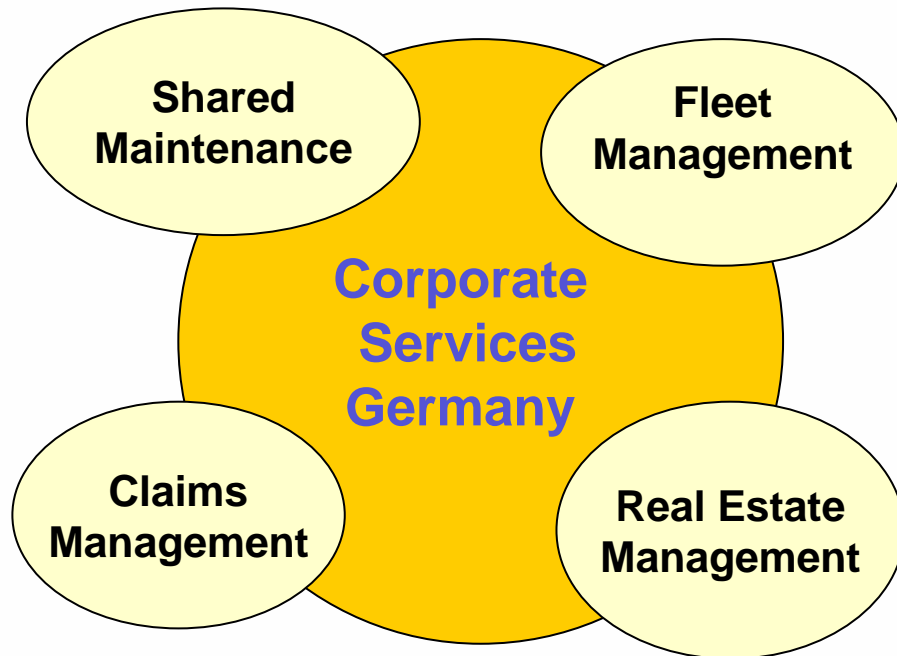 Shared
Maintenance
Fleet
Management
Corporate
Services
Germany
Claims
Management
Real Estate
Management